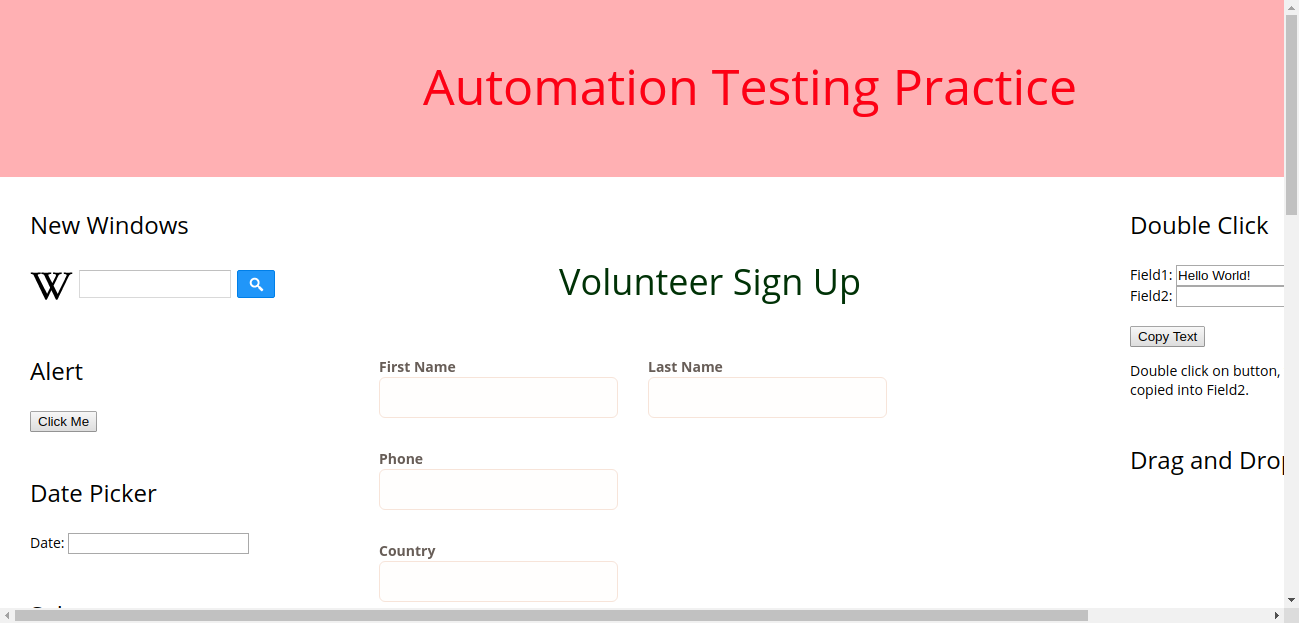 Automation Testing Practice
New Windows
W
Alert
Click Me
Date Picker
Date:
Volunteer Sign Up
First Name
Last Name
Phone
Country
Double Click
Field1: Hello World!
Field2:
Copy Text
Double click on button,
copied into Field2.
Drag and Drop